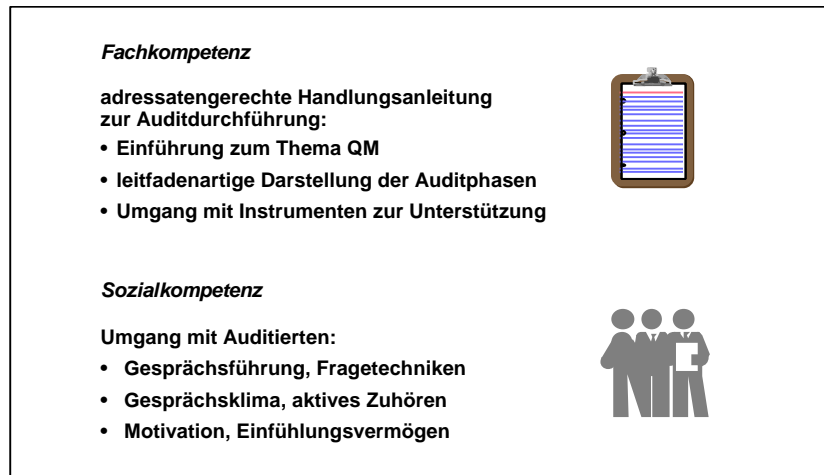 Fachkompetenz
adressatengerechte Handlungsanleitung
zur Auditdurchführung:
• Einführung zum Thema QM
• leitfadenartige Darstellung der Auditphasen
• Umgang mit Instrumenten zur Unterstützung
Sozialkompetenz
Umgang mit Auditierten:
• Gesprächsführung, Fragetechniken
• Gesprächsklima, aktives Zuhören
• Motivation, Einfühlungsvermögen